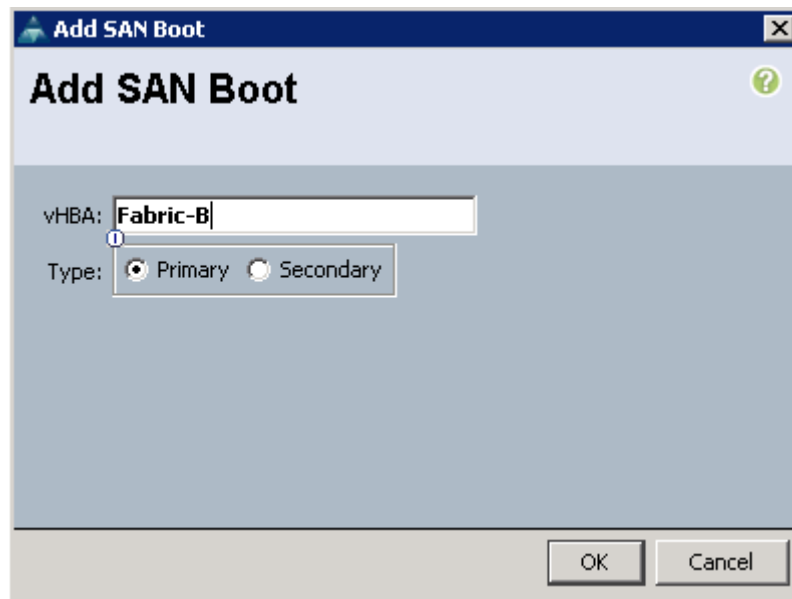 Add SAN Boot
Add SAN Boot
vHBA: Fabric-B
Type: Primary Secondary
OK Cancel